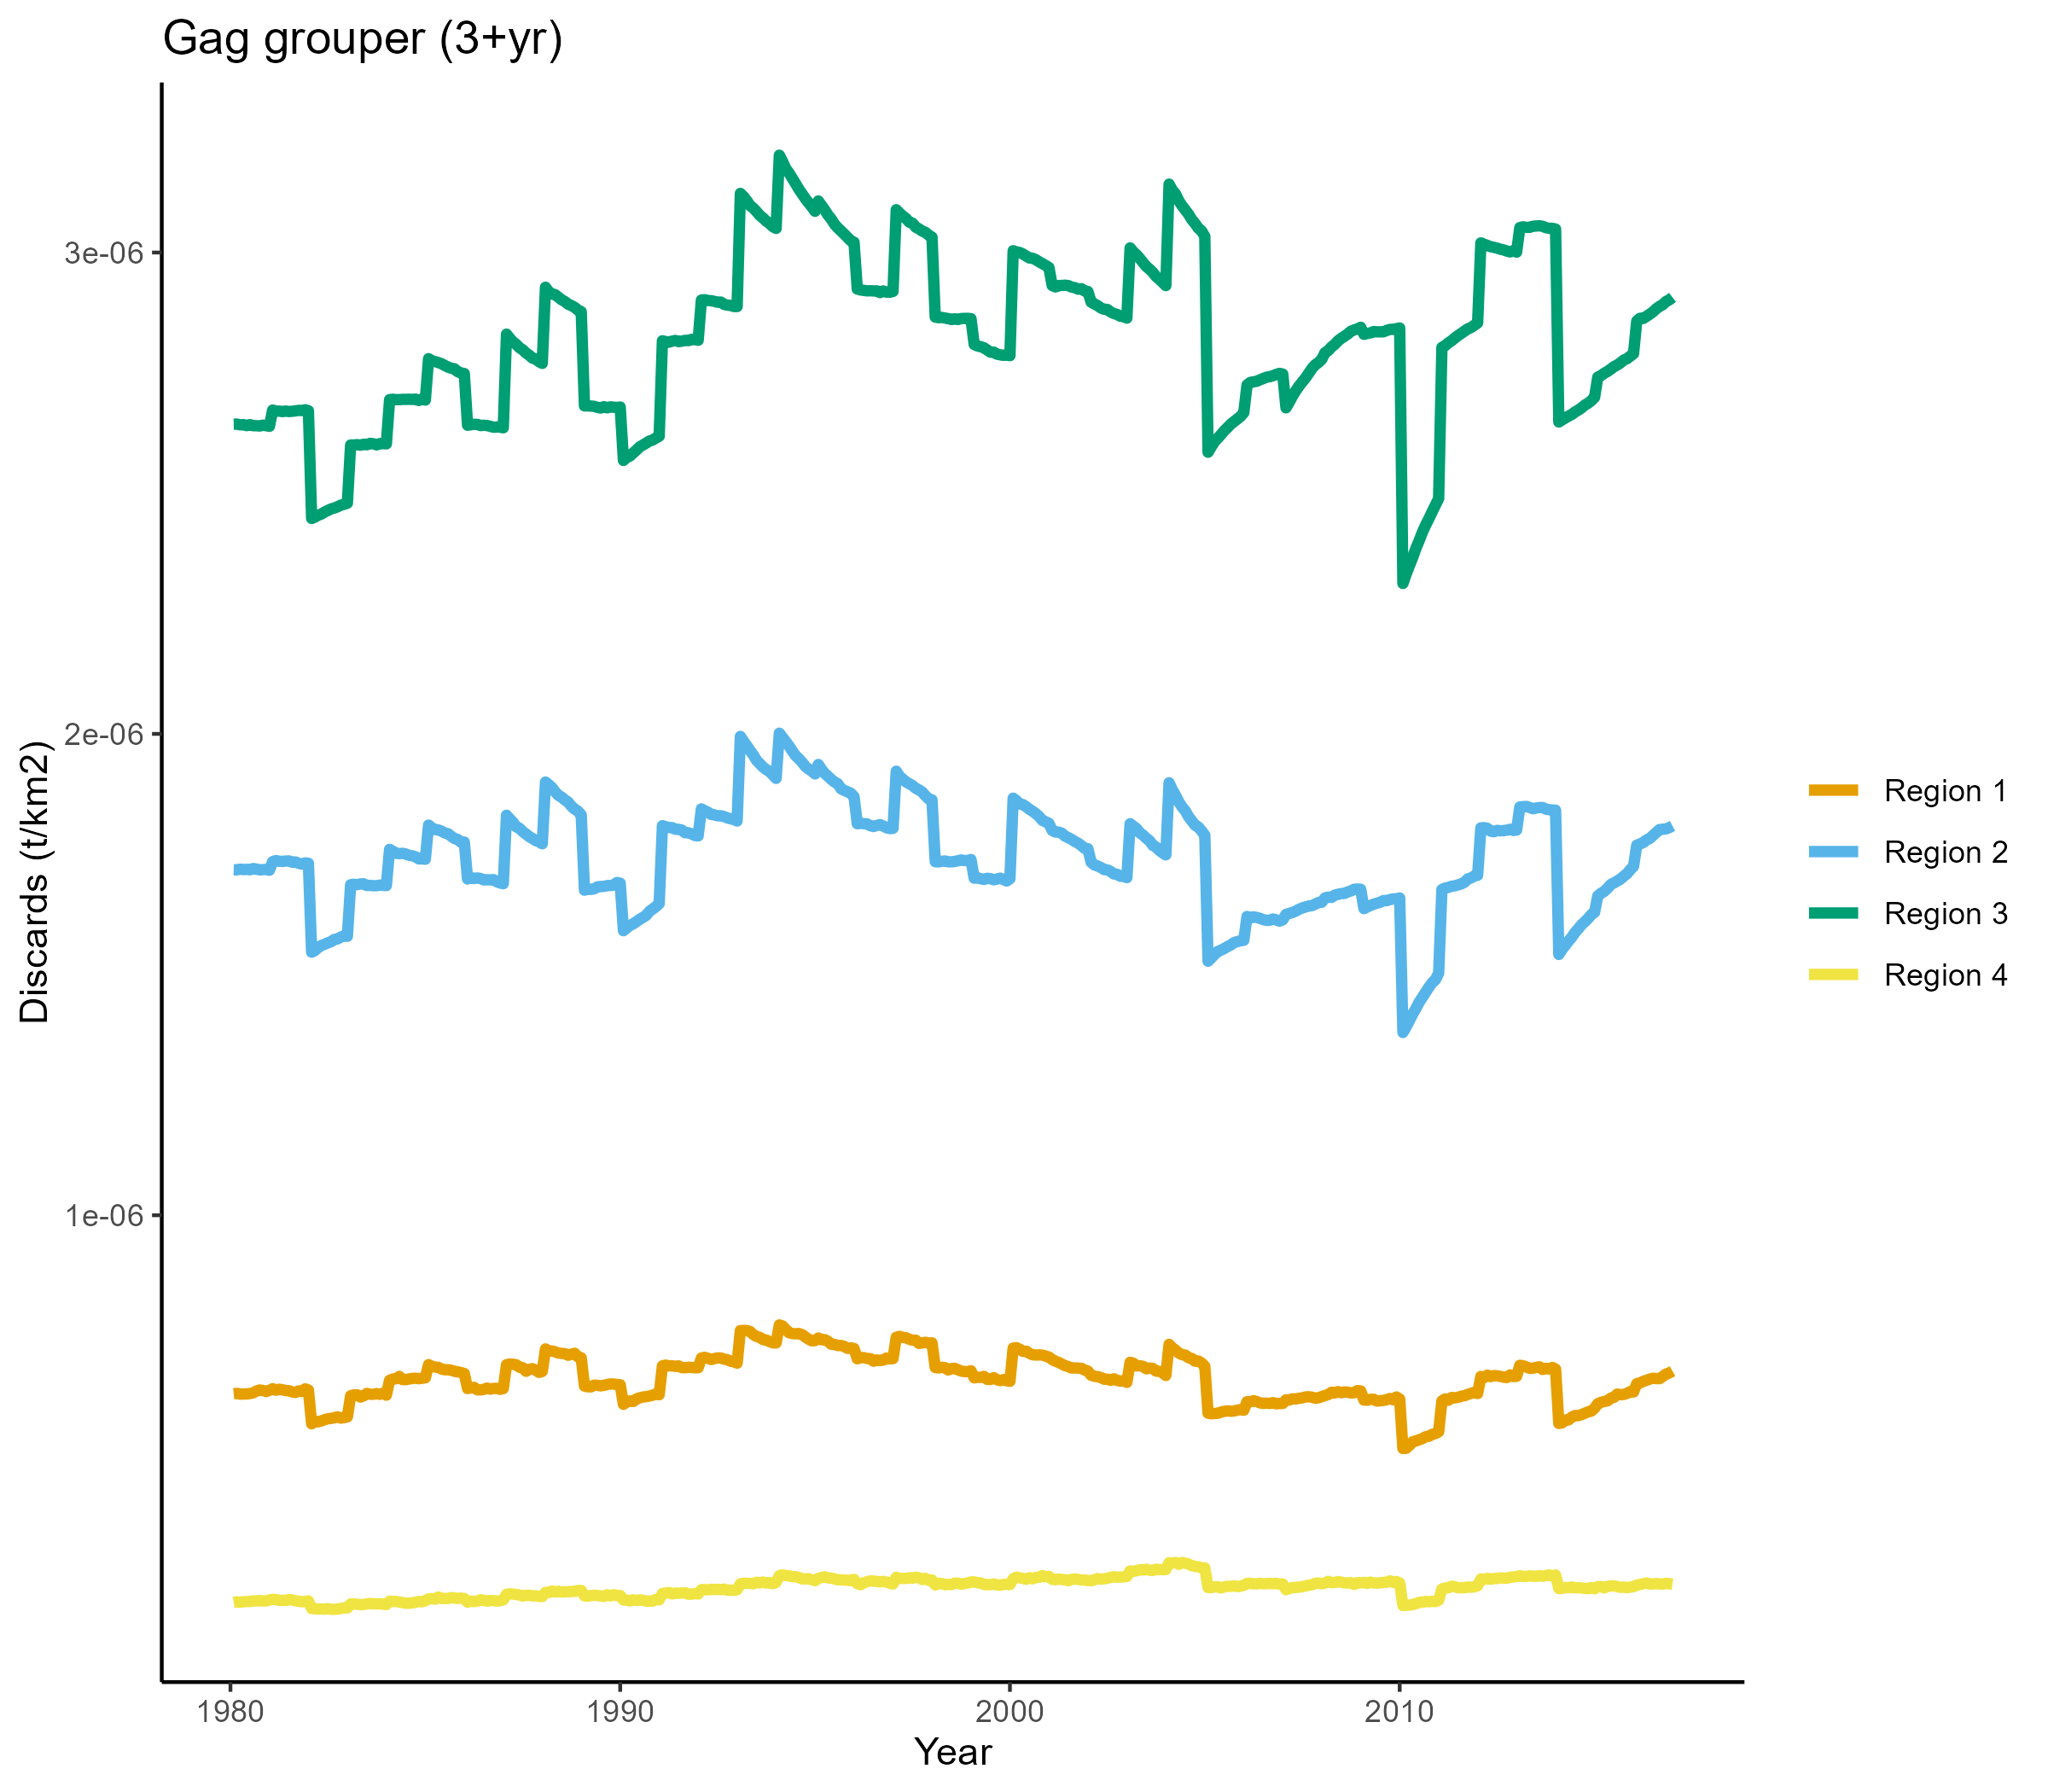 Gag grouper (3+yr)
3e-06
2e-06
1e-06
Discards (t/km2)
1980
1990
2000
2010
Year
Region 1
Region 2
Region 3
Region 4